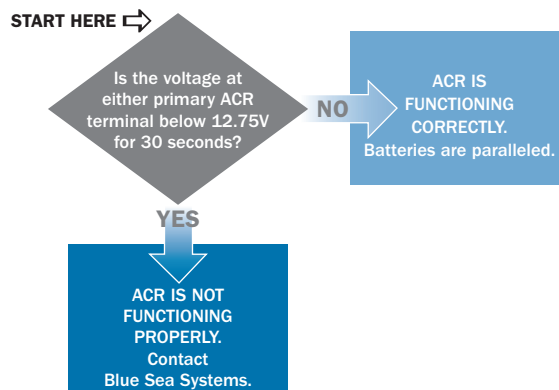 START HERE
Is the voltage at
either primary ACR
terminal below 12.75V
for 30 seconds?
NO
ACR IS
FUNCTIONING
CORRECTLY.
Batteries are paralleled.
YES
ACR IS NOT
FUNCTIONING
PROPERLY.
Contact
Blue Sea Systems.